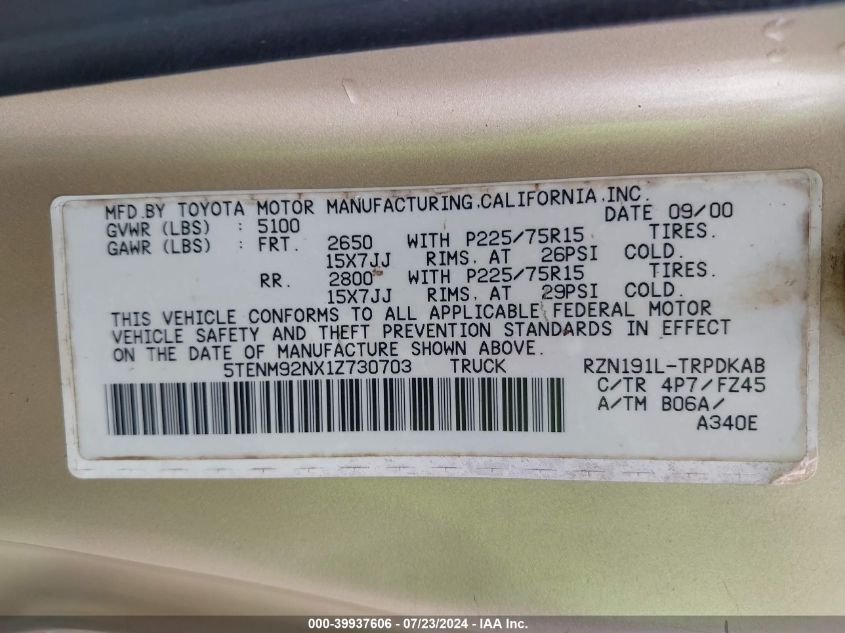 MFD.BY TOYOTA MOTOR MANUFACTURING,CALIFORNIA,INC.
GVWR (LBS) : 5100 DATE 09/00
GAWR (LBS) : FRT. 2650 WITH P225/75R15 TIRES.
15X7JJ RIMS. AT 26PSI COLD.
RR. 2800 WITH P225/75R15 TIRES.
15X7JJ RIMS. AT 29PSI COLD.
THIS VEHICLE CONFORMS TO ALL APPLICABLE FEDERAL MOTOR
VEHICLE SAFETY AND THEFT PREVENTION STANDARDS IN EFFECT
ON THE DATE OF MANUFACTURE SHOWN ABOVE.
5TENM92NX1Z730703 TRUCK RZN191L-TRPDKAB
C/TR 4P7/FZ45
A/TM B06A/
A340E
000-39937606 / 07/23/2024 - IAA Inc.